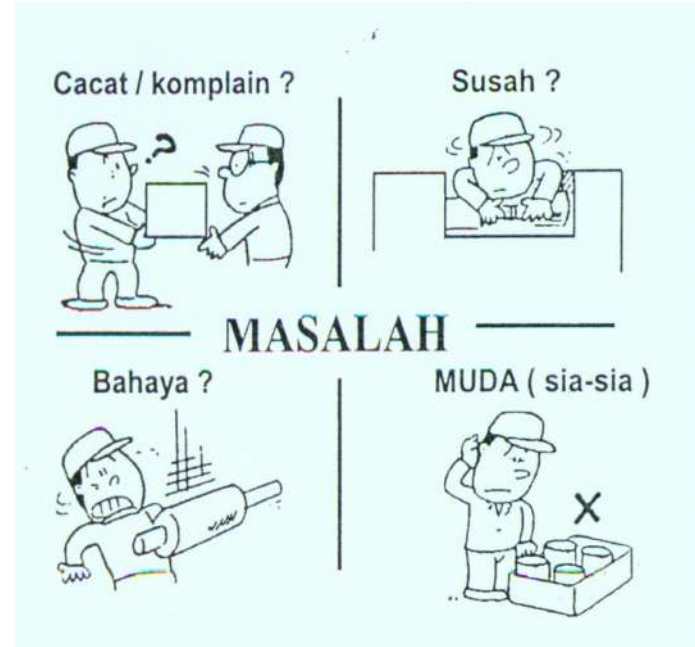 Cacat / komplain ?
Susah ?
?
MASALAH
Bahaya ?
MUDA ( sia-sia )
X